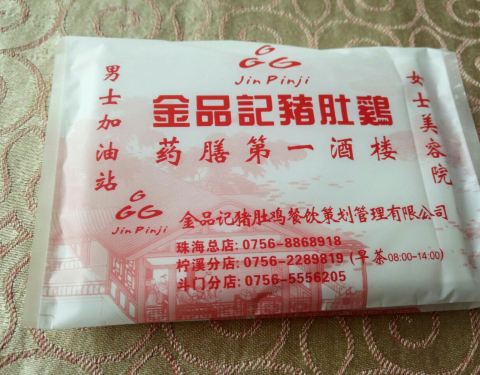 G
GG
Jin Pinji
男士加油站
女士美容院
金品記豬肚鷄
药膳第一酒楼
G
GG
Jin Pinji
金品记猪肚鸡餐饮策划管理有限公司
珠海总店: 0756-8868918
柠溪分店: 0756-2289819 (早茶08:00-14:00)
斗门分店: 0756-5556205